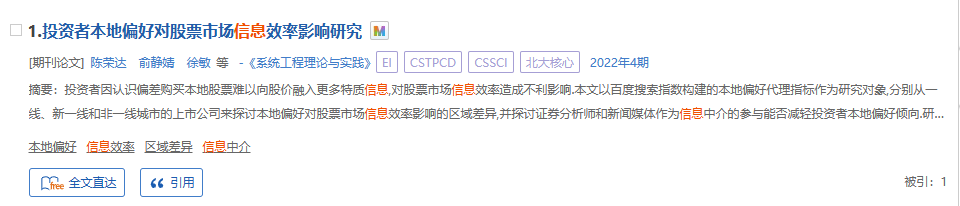 1.投资者本地偏好对股票市场信息效率影响研究 M
[期刊论文] 陈荣达 俞静婧 徐敏 等 -《系统工程理论与实践》 EI CSTPCD CSSCI 北大核心 2022年4期
摘要：投资者因认识偏差购买本地股票难以向股价融入更多特质信息,对股票市场信息效率造成不利影响.本文以百度搜索指数构建的本地偏好代理指标作为研究对象,分别从一
线、新一线和非一线城市的上市公司来探讨本地偏好对股票市场信息效率影响的区域差异,并探讨证券分析师和新闻媒体作为信息中介的参与能否减轻投资者本地偏好倾向.研...
本地偏好 信息效率 区域差异 信息中介
free 全文直达 引用 被引：1